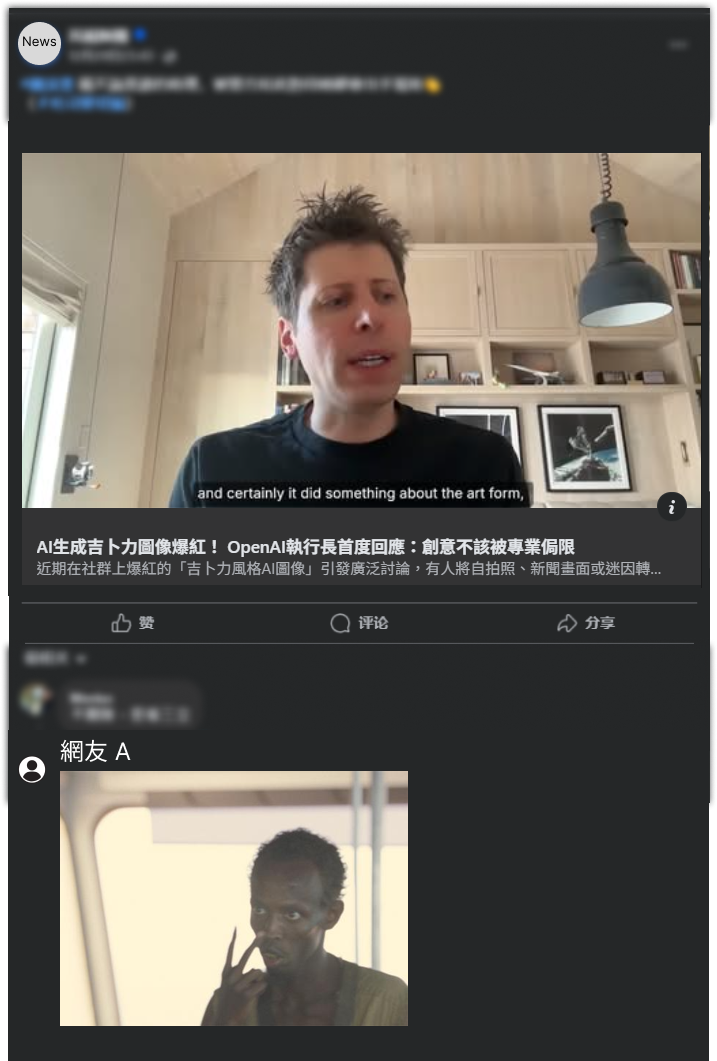 News
and certainly it did something about the art form,
AI生成吉卜力圖像爆紅！ OpenAI執行長首度回應：創意不該被專業侷限
近期在社群上爆紅的「吉卜力風格AI圖像」引發廣泛討論，有人將自拍照、新聞畫面或迷因轉...
赞 评论 分享
網友 A